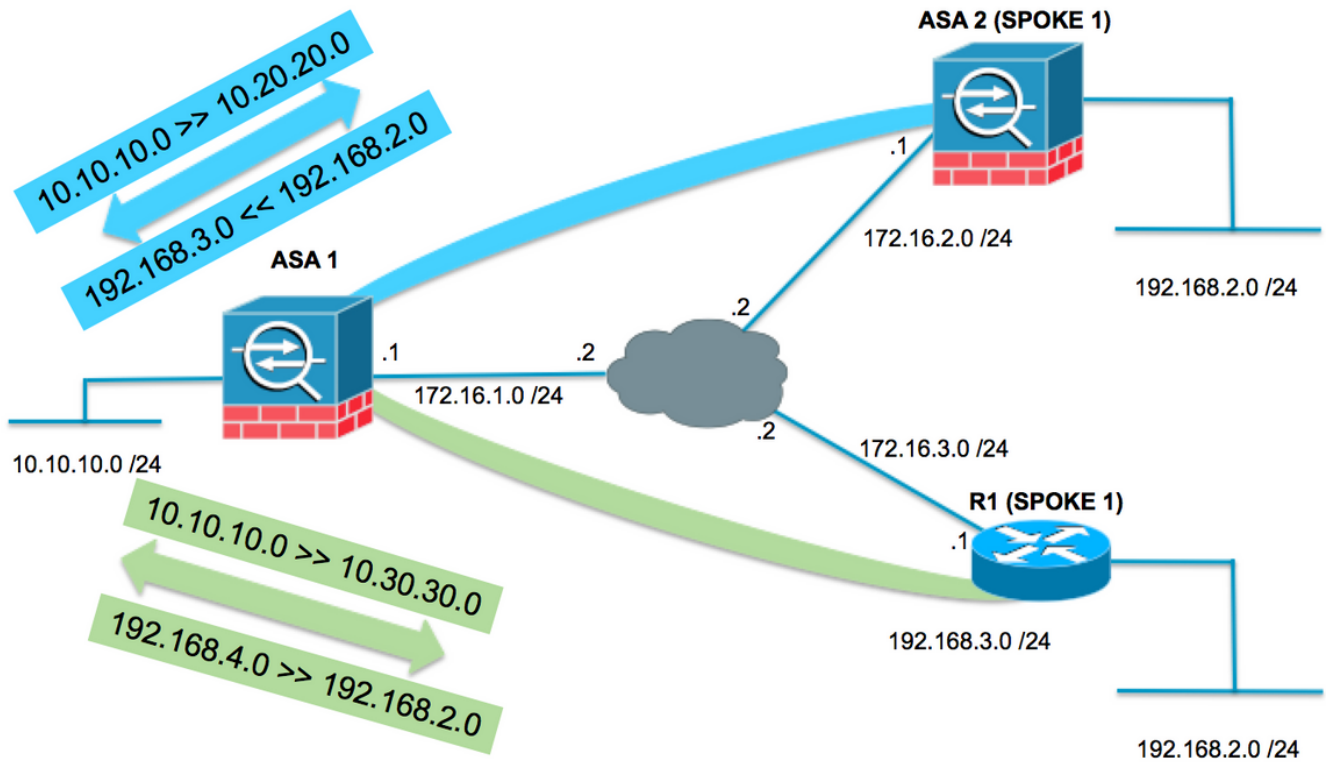 ASA 2 (SPOKE 1)
10.10.10.0 >> 10.20.20.0
192.168.3.0 << 192.168.2.0
.1
172.16.2.0 /24
192.168.2.0 /24
ASA 1
.2
.1
.2
172.16.1.0 /24
.2
172.16.3.0 /24
10.10.10.0 /24
R1 (SPOKE 1)
10.10.10.0 >> 10.30.30.0
.1
192.168.4.0 >> 192.168.2.0
192.168.3.0 /24
192.168.2.0 /24